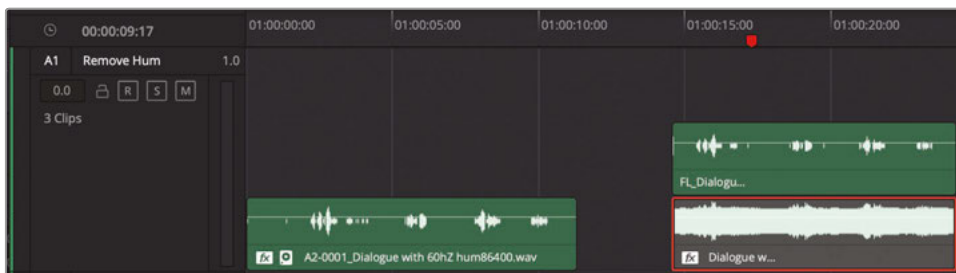 00:00:09:17
01:00:00:00 01:00:05:00 01:00:10:00 01:00:15:00 01:00:20:00
A1 Remove Hum 1.0
0.0 R S M
3 Clips
FL_Dialogu...
fx A2-0001_Dialogue with 60hZ hum86400.wav
fx Dialogue w...